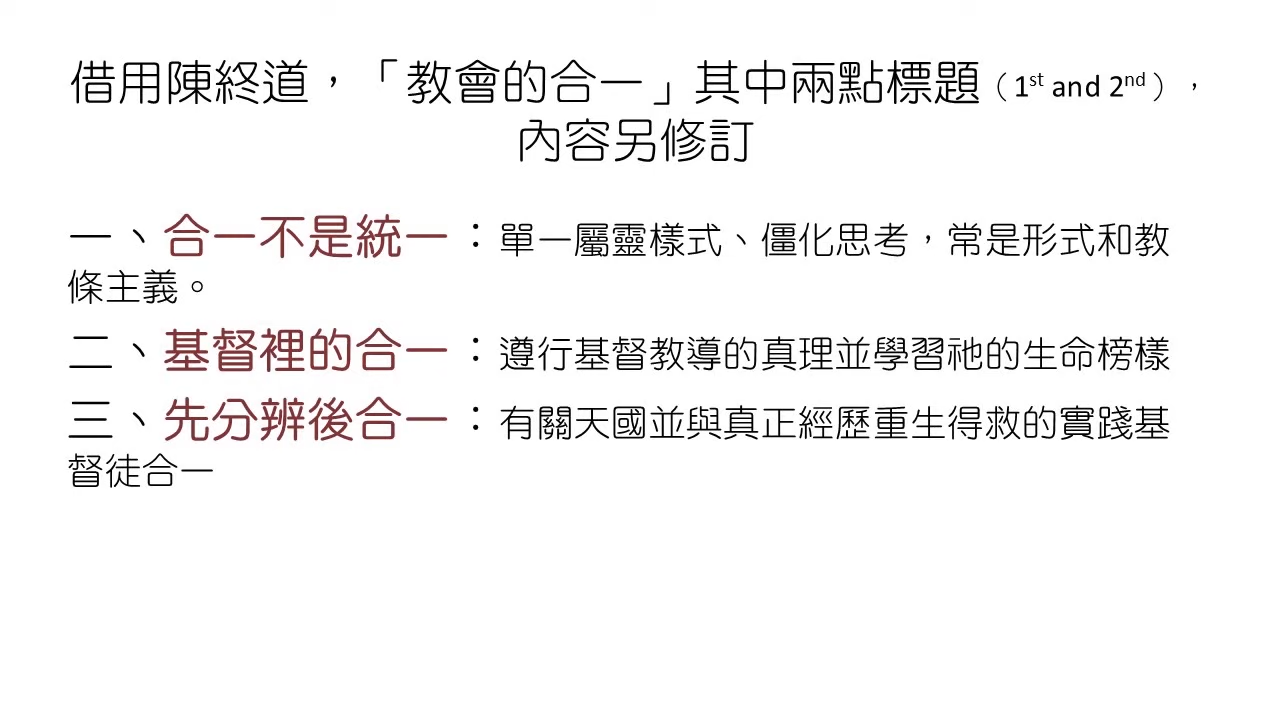 借用陳終道，「教會的合一」其中兩點標題（1st and 2nd），
內容另修訂
一、合一不是統一：單一屬靈樣式、僵化思考，常是形式和教
條主義。
二、基督裡的合一：遵行基督教導的真理並學習祂的生命榜樣
三、先分辨後合一：有關天國並與真正經歷重生得救的實踐基
督徒合一